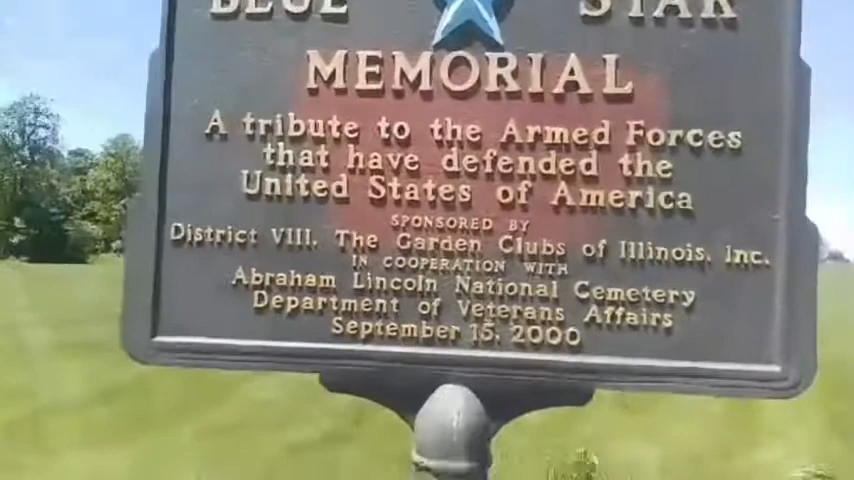 BLUE STAR
MEMORIAL
A tribute to the Armed Forces
that have defended the
United States of America
SPONSORED BY
District VIII. The Garden Clubs of Illinois. Inc.
IN COOPERATION WITH
Abraham Lincoln National Cemetery
Department of Veterans Affairs
September 15, 2000